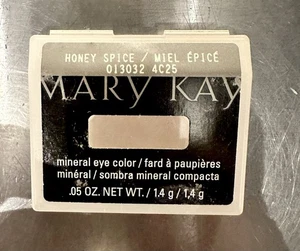 HONEY SPICE / MIEL ÉPICÉ
013032 4C25
MARY KAY
mineral eye color / fard à paupières
minéral / sombra mineral compacta
.05 OZ. NET WT. / 1.4 g / 1,4 g